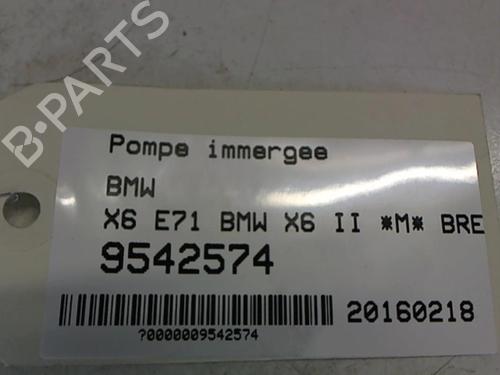 B-PARTS
Pompe immergee
BMW
X6 E71 BMW X6 II *M* BRE
9542574
20160218
?0000009542574